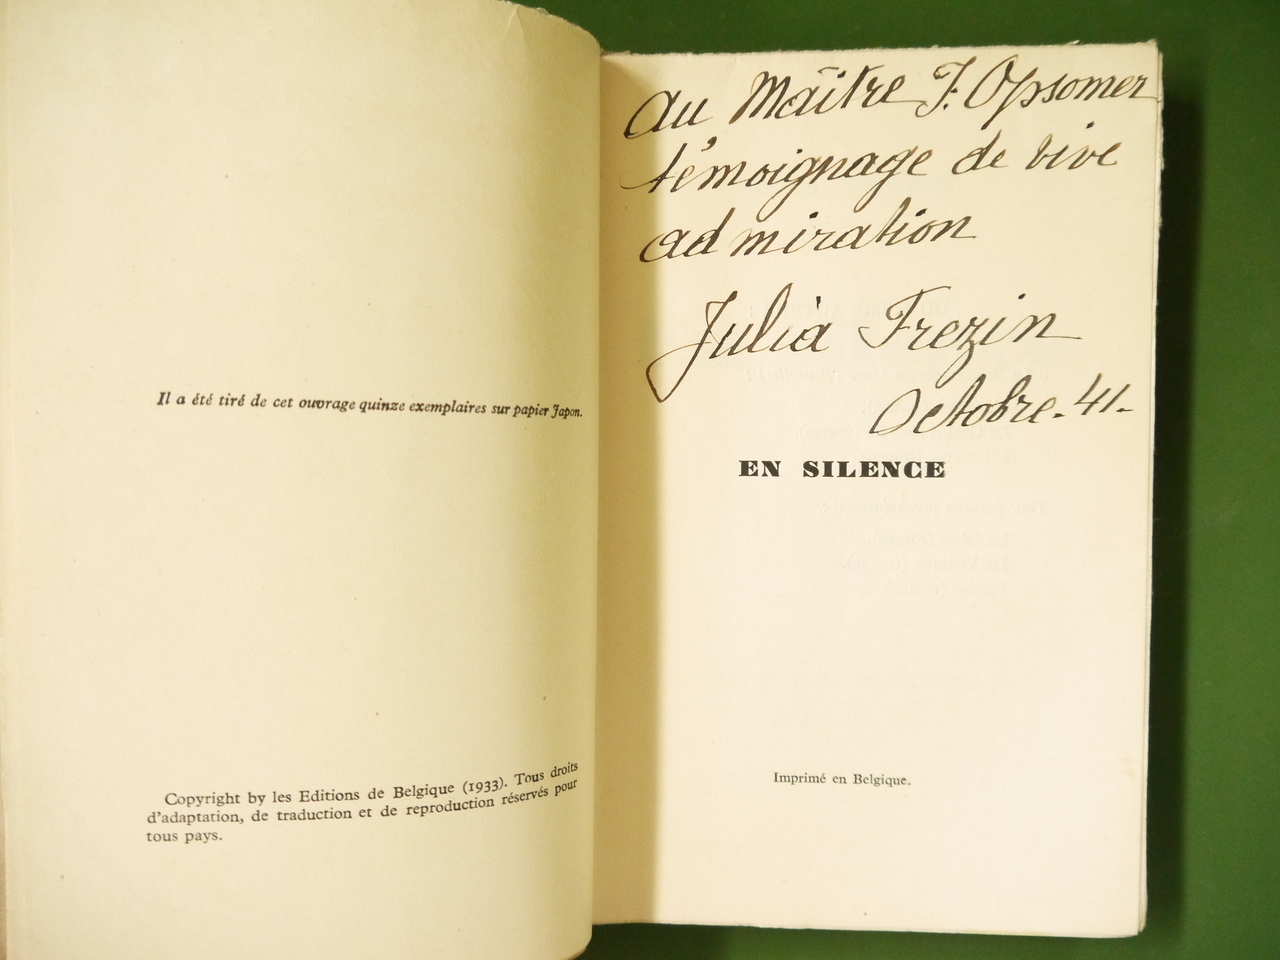 Il a été tiré de cet ouvrage quinze exemplaires sur papier Japon.
Copyright by les Editions de Belgique (1933). Tous droits
d'adaptation, de traduction et de reproduction réservés pour
tous pays.
Au Maître I. Opsomer
témoignage de vive
admiration
Julia Frezin
Octobre. 41.
EN SILENCE
Imprimé en Belgique.